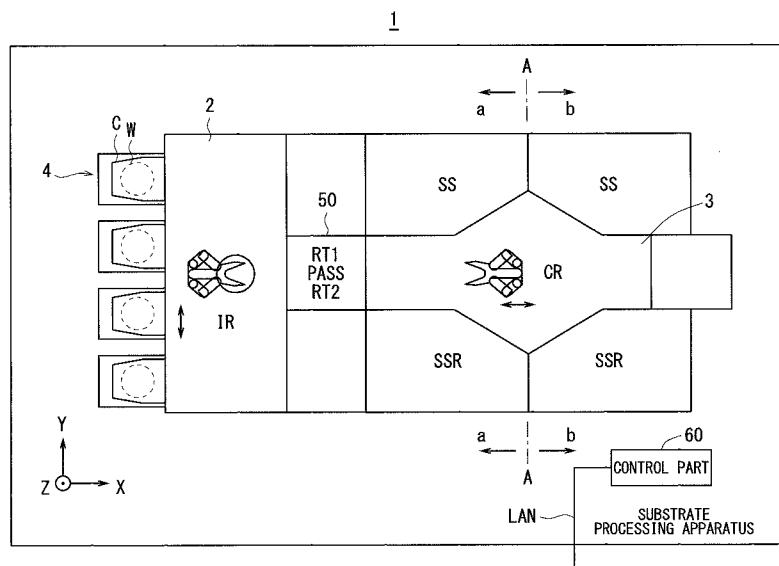 1
A
a b
2
C W
4
SS SS
50
3
RT1
PASS
RT2
IR
CR
SSR SSR
a b
A
60
Y
Z X
CONTROL PART
LAN
SUBSTRATE
PROCESSING APPARATUS